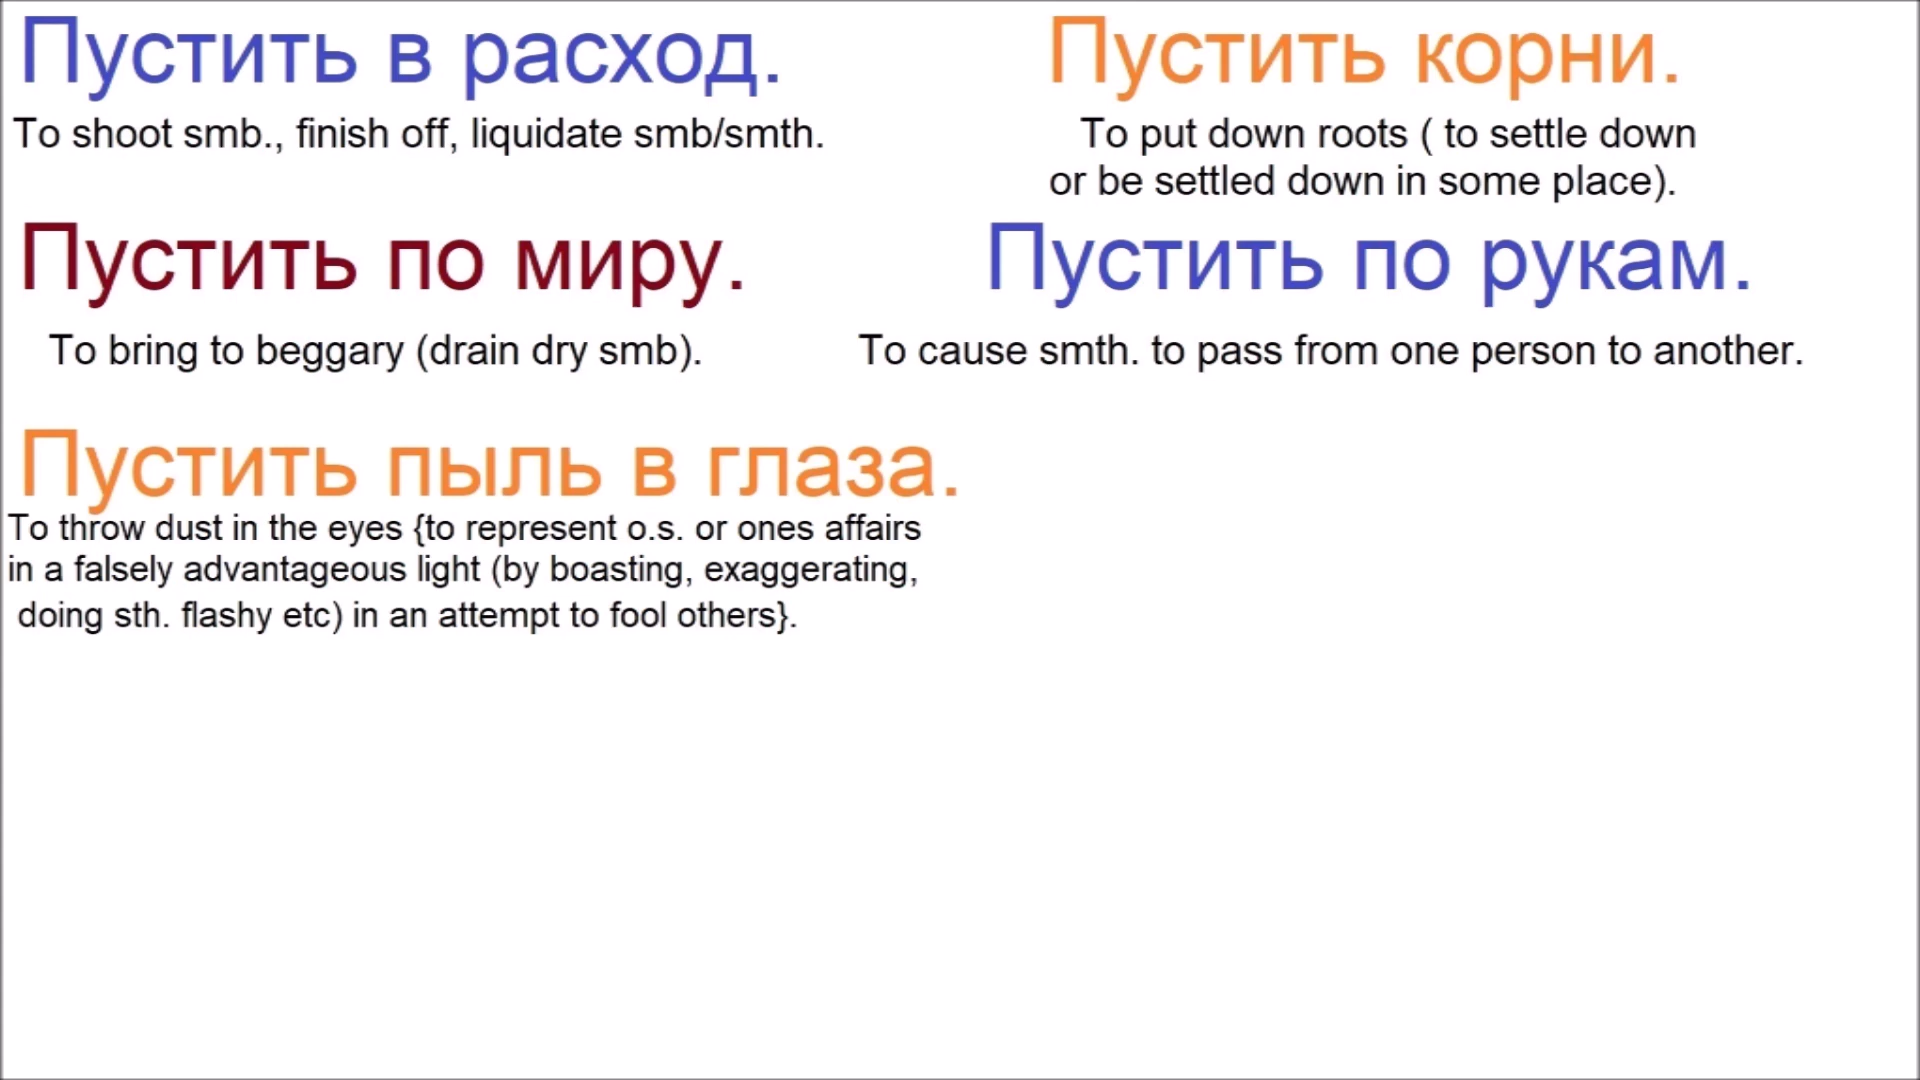 Пустить в расход.
To shoot smb., finish off, liquidate smb/smth.
Пустить корни.
To put down roots ( to settle down
or be settled down in some place).
Пустить по миру.
To bring to beggary (drain dry smb).
Пустить по рукам.
To cause smth. to pass from one person to another.
Пустить пыль в глаза.
To throw dust in the eyes {to represent o.s. or ones affairs
in a falsely advantageous light (by boasting, exaggerating,
doing sth. flashy etc) in an attempt to fool others}.